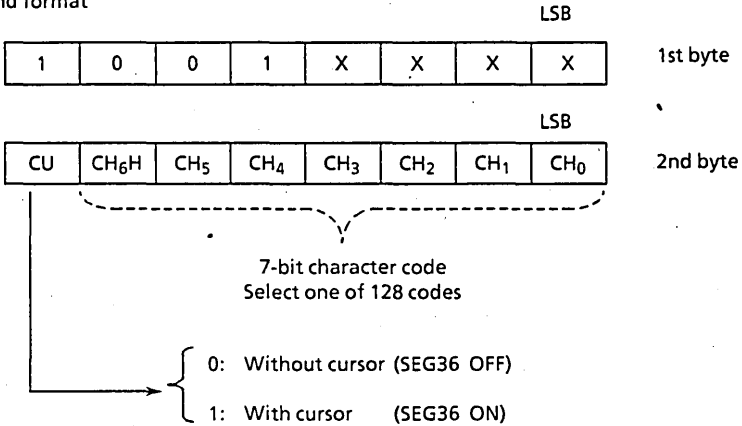 nd format
LSB
1 0 0 1 X X X X 1st byte
LSB
CU CH₆H CH₅ CH₄ CH₃ CH₂ CH₁ CH₀ 2nd byte
7-bit character code
Select one of 128 codes
0: Without cursor (SEG36 OFF)
1: With cursor (SEG36 ON)